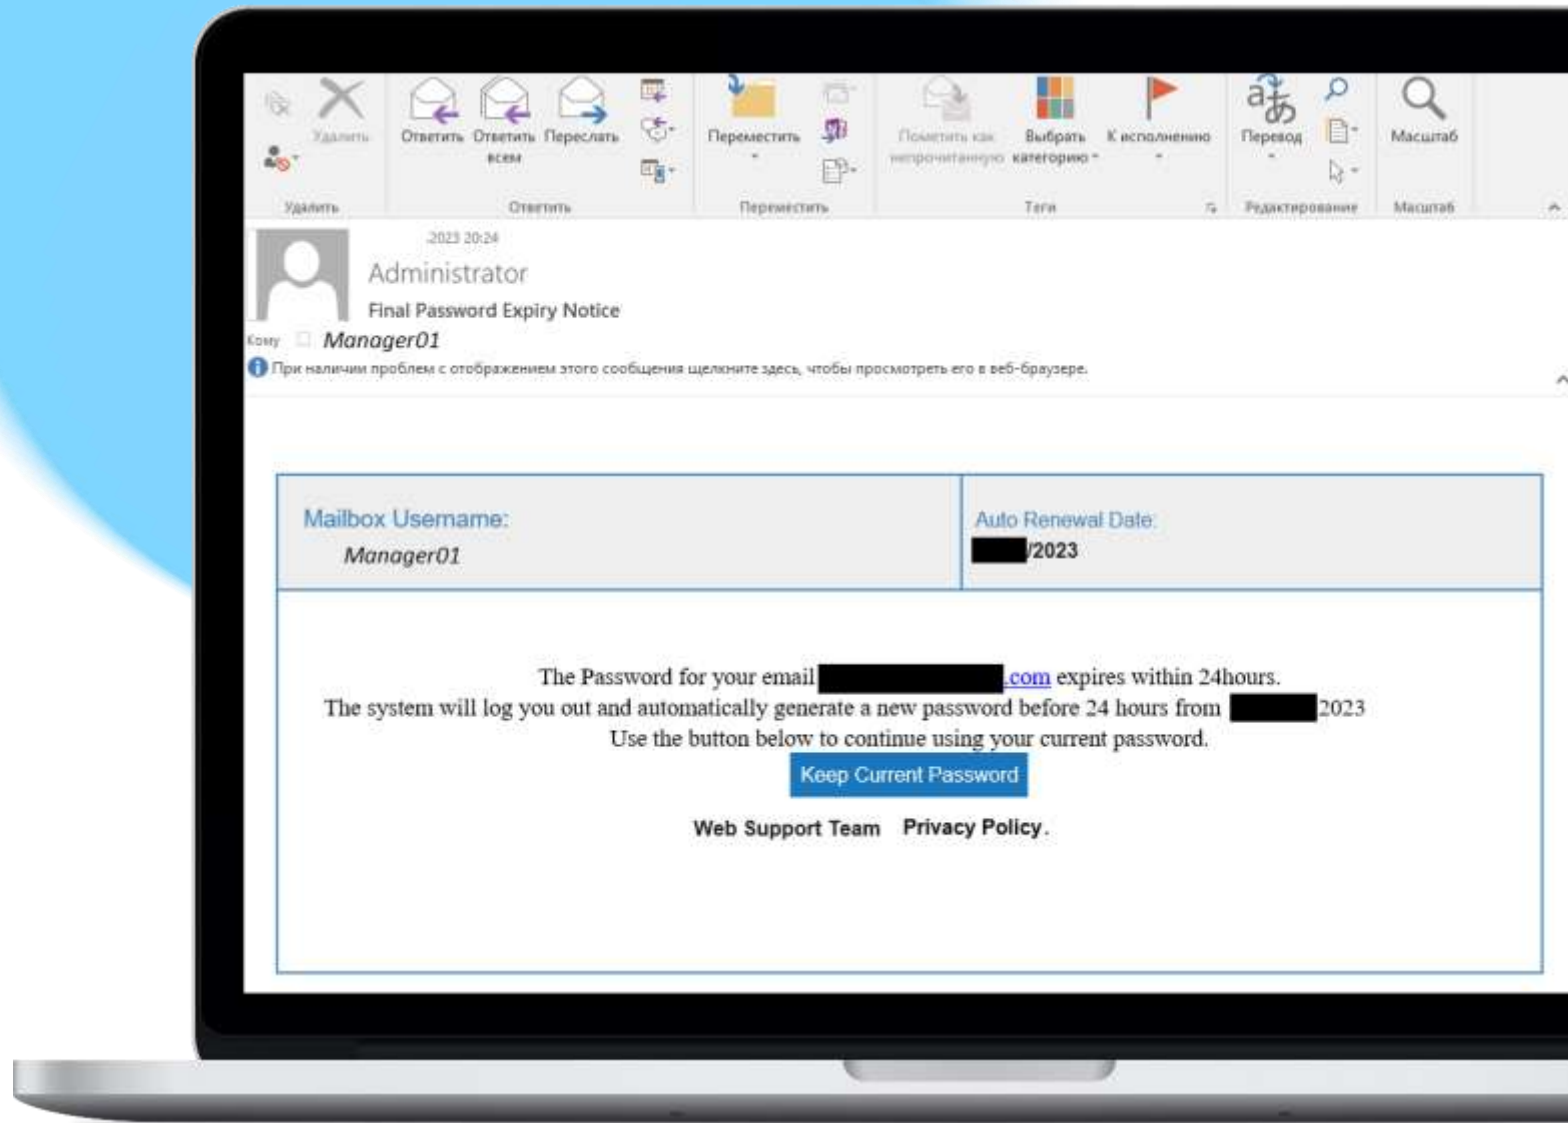 Удалить
Ответить Ответить всем Переслать
Переместить
Пометить как непрочитанную
Выбрать категорию
К исполнению
Перевод
Масштаб
Удалить
Ответить
Переместить
Теги
Редактирование
Масштаб
.2023 20:24
Administrator
Final Password Expiry Notice
Кому Manager01
При наличии проблем с отображением этого сообщения щелкните здесь, чтобы просмотреть его в веб-браузере.
Mailbox Username:
Manager01
Auto Renewal Date:
/2023
The Password for your email .com expires within 24hours.
The system will log you out and automatically generate a new password before 24 hours from 2023
Use the button below to continue using your current password.
Keep Current Password
Web Support Team Privacy Policy.